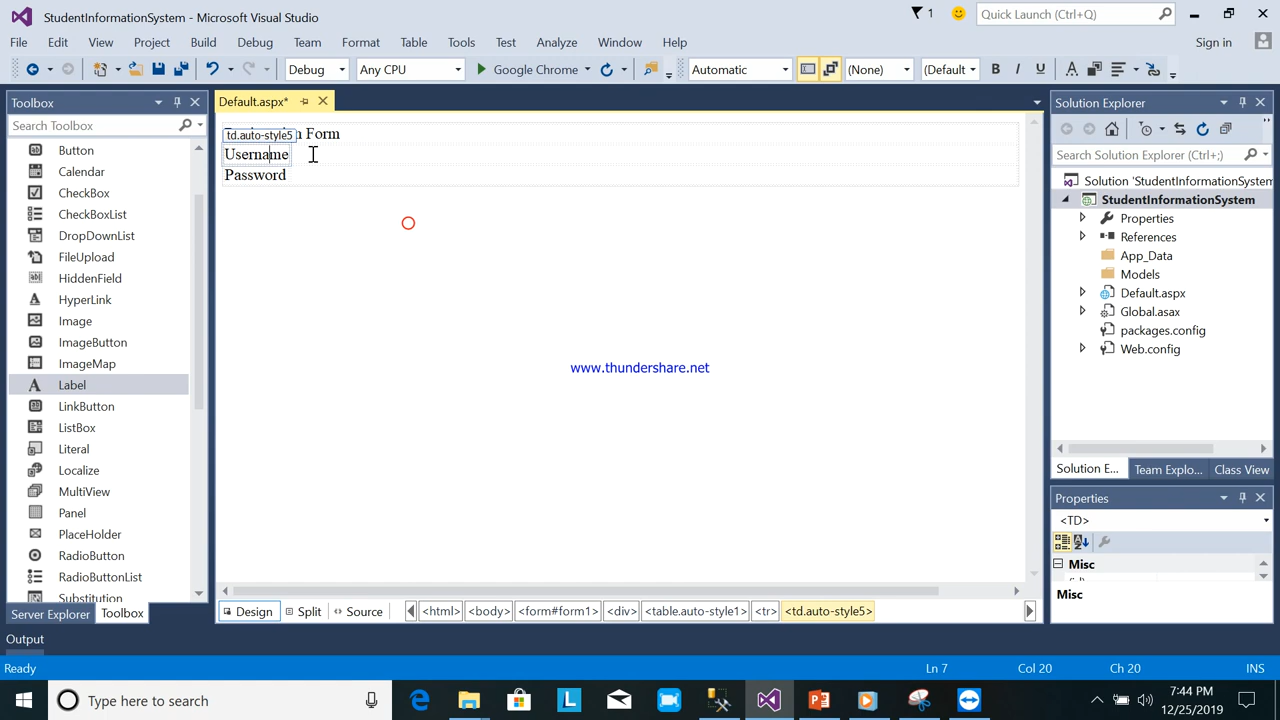 StudentInformationSystem - Microsoft Visual Studio
1
Quick Launch (Ctrl+Q)
File Edit View Project Build Debug Team Format Table Tools Test Analyze Window Help
Sign in
Debug Any CPU Google Chrome Automatic (None) (Default B I U A
Toolbox
Search Toolbox
Button
Calendar
CheckBox
CheckBoxList
DropDownList
FileUpload
HiddenField
HyperLink
Image
ImageButton
ImageMap
Label
LinkButton
ListBox
Literal
Localize
MultiView
Panel
PlaceHolder
RadioButton
RadioButtonList
Substitution
Server Explorer Toolbox
Default.aspx*
Form
td.auto-style5
Username
Password
www.thundershare.net
Design Split Source <html> <body> <form#form1> <div> <table.auto-style1> <tr> <td.auto-style5>
Solution Explorer
Search Solution Explorer (Ctrl+;)
Solution 'StudentInformationSystem
StudentInformationSystem
Properties
References
App_Data
Models
Default.aspx
Global.asax
packages.config
Web.config
Solution E... Team Explo... Class View
Properties
<TD>
Misc
Misc
Output
Ready Ln 7 Col 20 Ch 20 INS
Type here to search
7:44 PM
12/25/2019